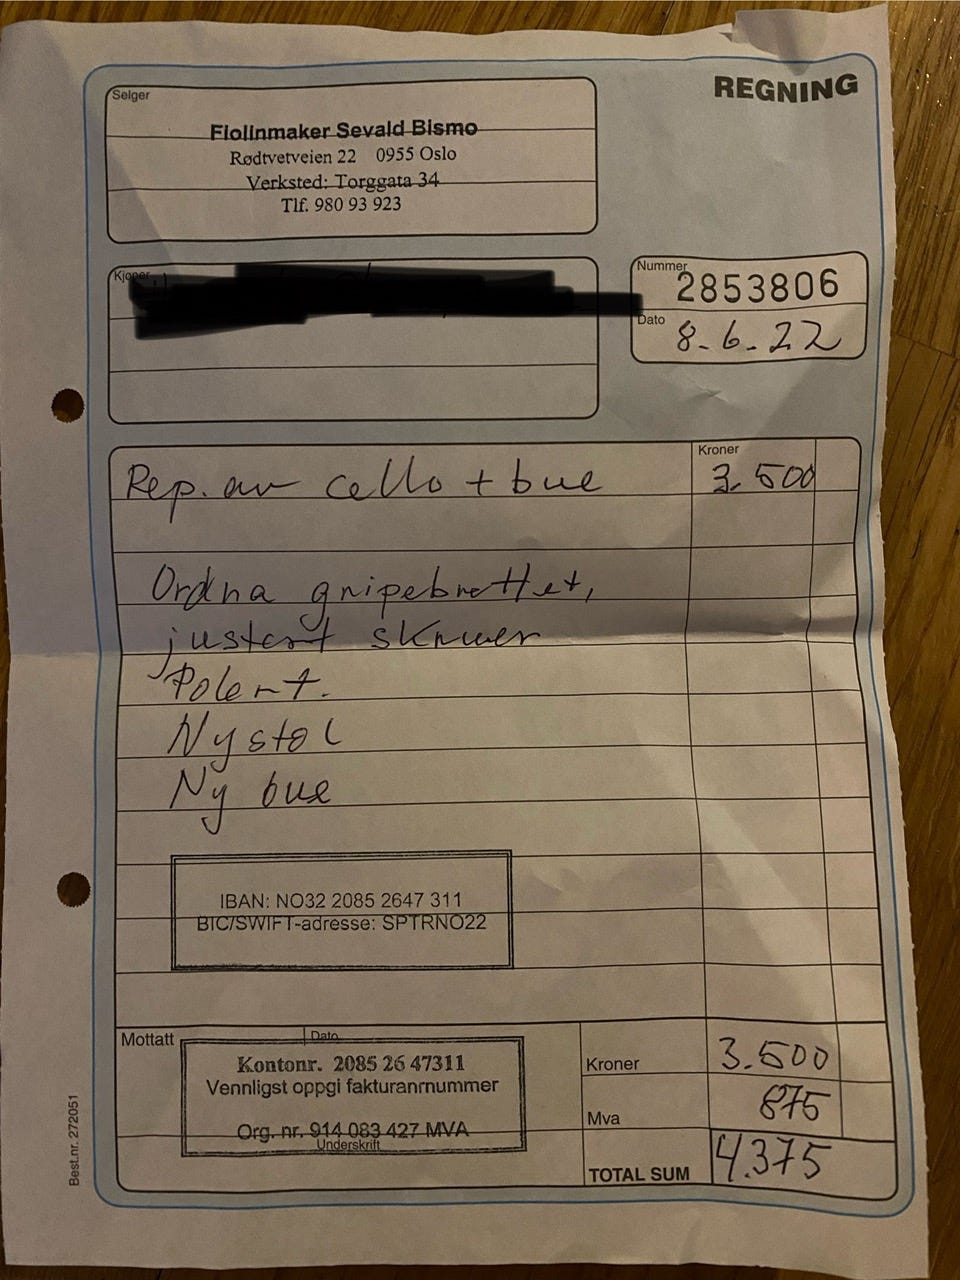 REGNING
Selger
Fiolinmaker Sevald Bismo
Rødtvetveien 22 0955 Oslo
Verksted: Torggata 34
Tlf. 980 93 923
Kjøper
Nummer
2853806
Dato
8.6.22
Kroner
Rep. av cello + bue 3.500
Ordna gripebrettet,
justert skruer
Polert.
Ny stol
Ny bue
IBAN: NO32 2085 2647 311
BIC/SWIFT-adresse: SPTRNO22
Mottatt
Dato
Kontonr. 2085 26 47311
Vennligst oppgi fakturanrnummer
Org. nr. 914 083 427 MVA
Underskrift
Kroner 3.500
Mva 875
TOTAL SUM 4.375
Best.nr. 272051